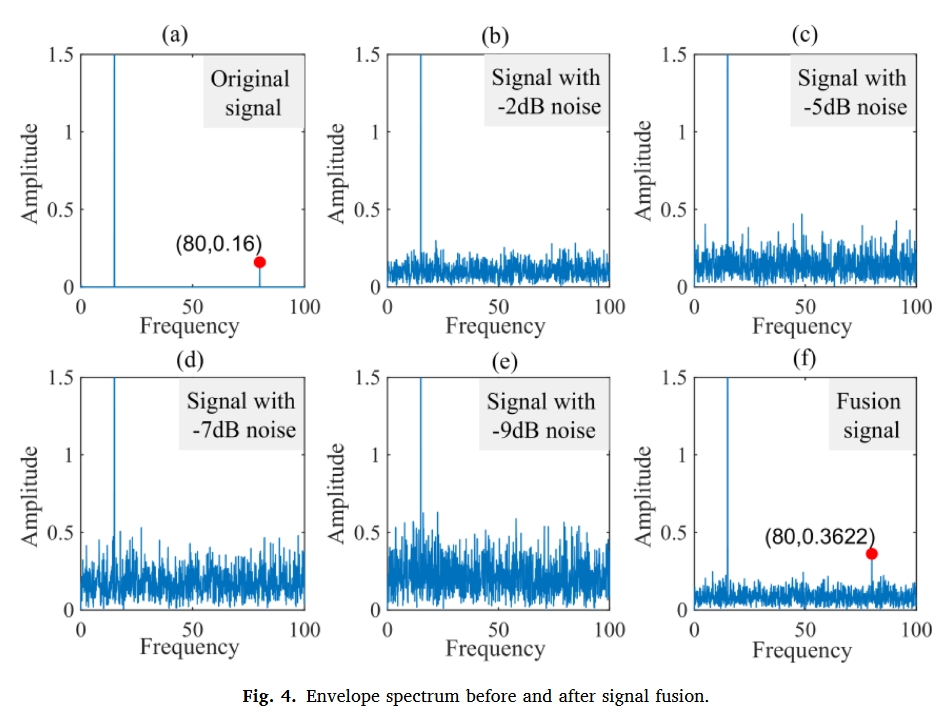 (a)
1.5
1
0.5
0
0
50
100
Amplitude
Frequency
Original
signal
(80,0.16)
(b)
1.5
1
0.5
0
0
50
100
Amplitude
Frequency
Signal with
-2dB noise
(c)
1.5
1
0.5
0
0
50
100
Amplitude
Frequency
Signal with
-5dB noise
(d)
1.5
1
0.5
0
0
50
100
Amplitude
Frequency
Signal with
-7dB noise
(e)
1.5
1
0.5
0
0
50
100
Amplitude
Frequency
Signal with
-9dB noise
(f)
1.5
1
0.5
0
0
50
100
Amplitude
Frequency
Fusion
signal
(80,0.3622)
Fig. 4. Envelope spectrum before and after signal fusion.